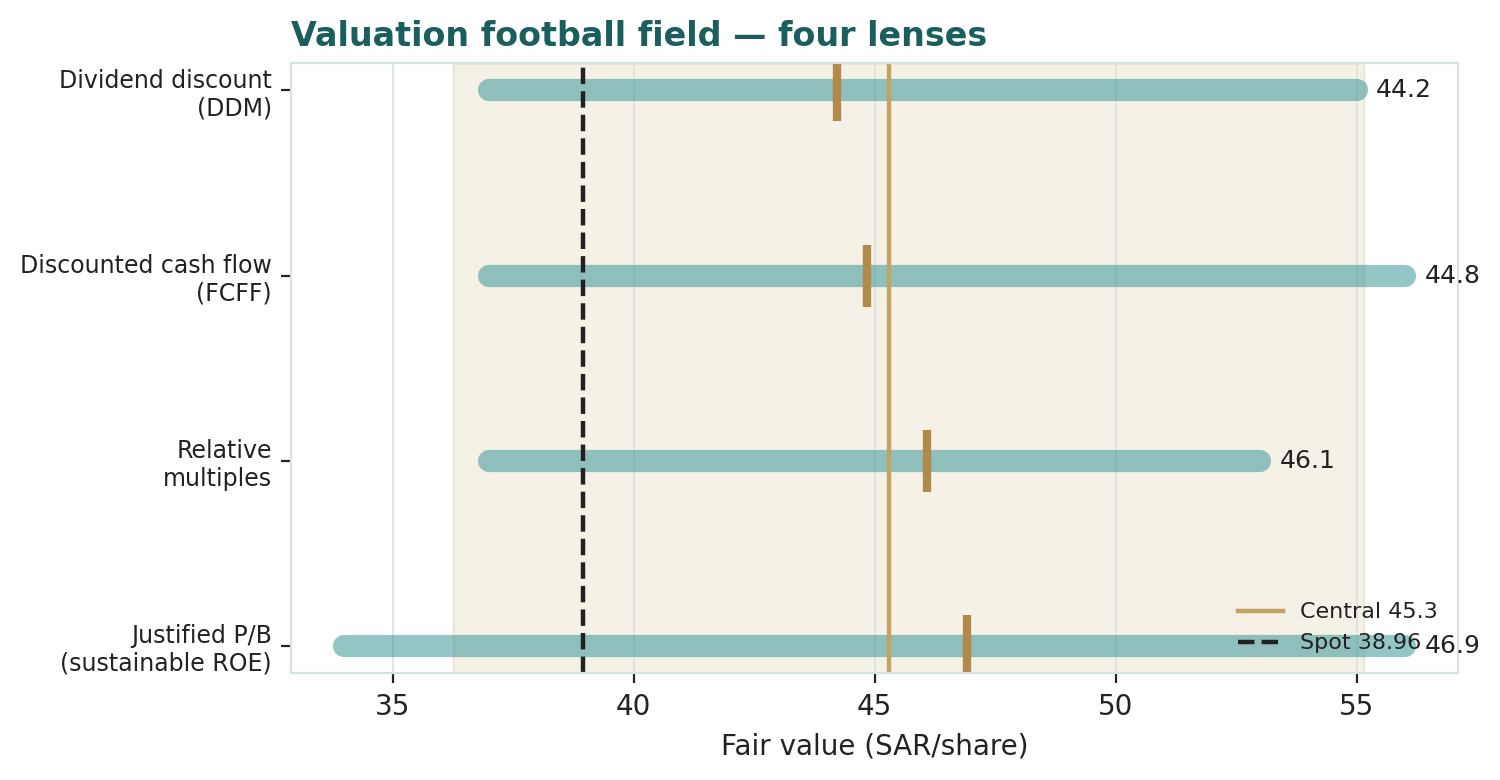 Valuation football field — four lenses
Dividend discount
(DDM)
44.2
Discounted cash flow
(FCFF)
44.8
Relative
multiples
46.1
Central 45.3
Spot 38.96
Justified P/B
(sustainable ROE)
46.9
35 40 45 50 55
Fair value (SAR/share)